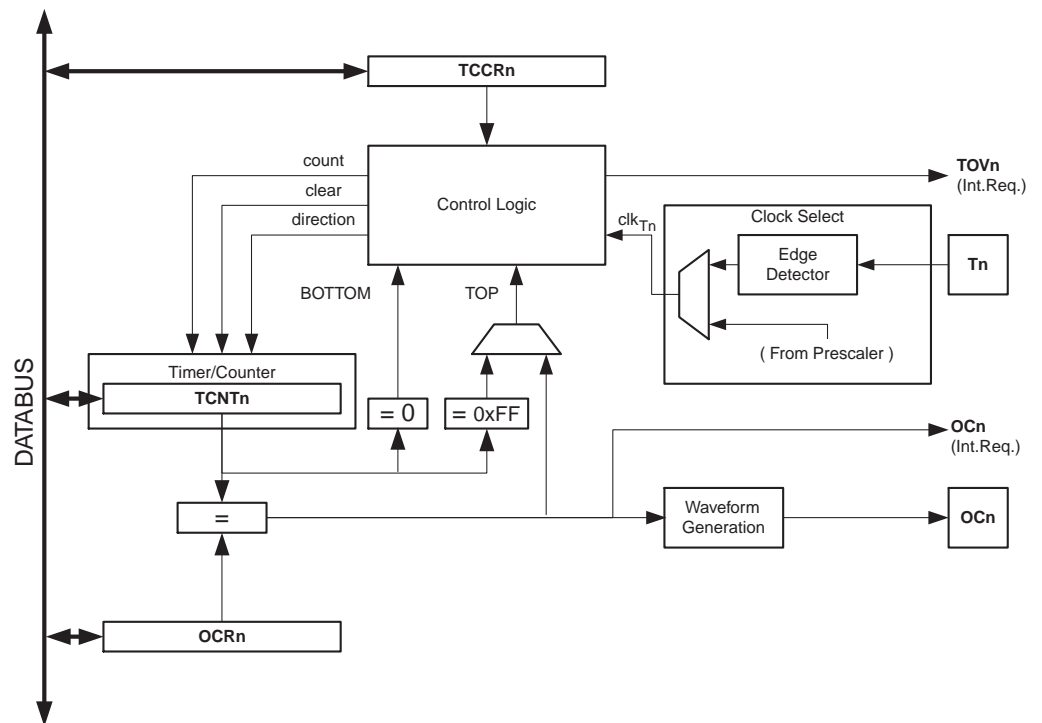 TCCRn
count
clear
direction
Control Logic
TOVn
(Int.Req.)
clkTn
Clock Select
Edge
Detector
Tn
( From Prescaler )
BOTTOM
TOP
Timer/Counter
TCNTn
= 0
= 0xFF
DATABUS
OCn
(Int.Req.)
=
Waveform
Generation
OCn
OCRn